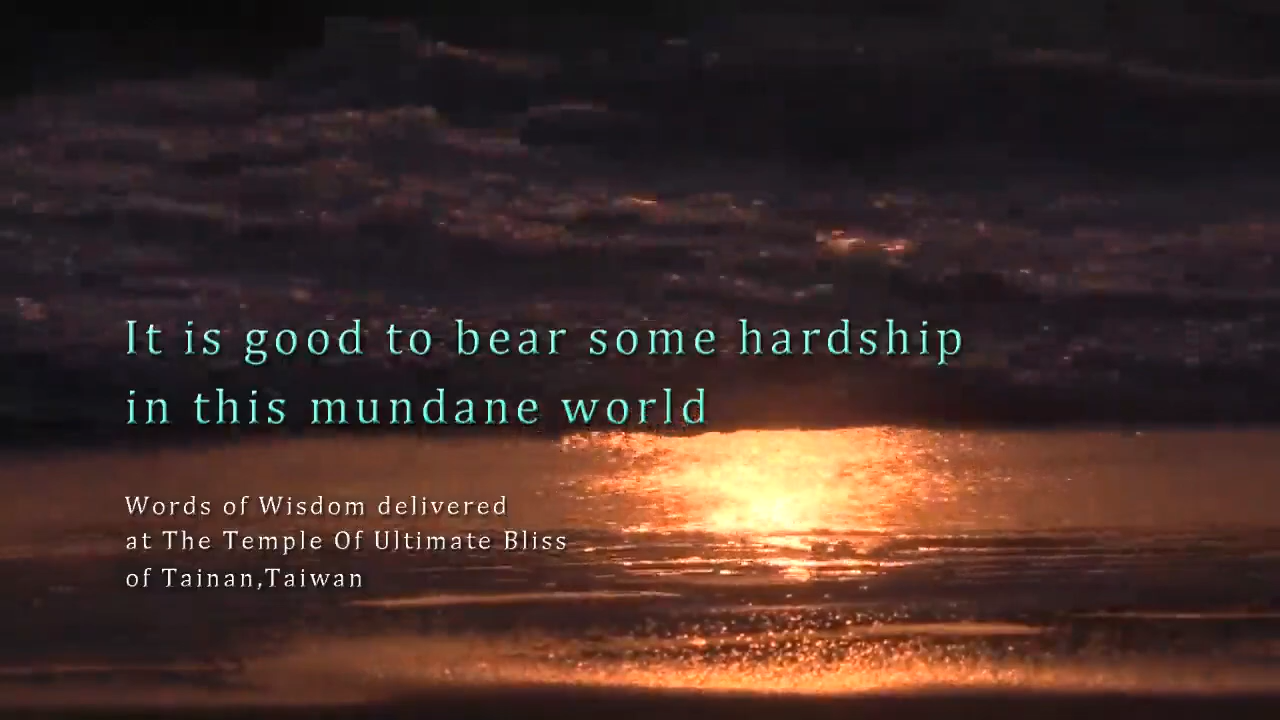 It is good to bear some hardship
in this mundane world
Words of Wisdom delivered
at The Temple Of Ultimate Bliss
of Tainan,Taiwan